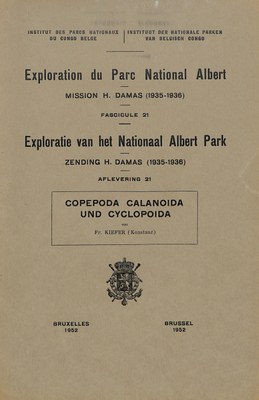 INSTITUT DES PARCS NATIONAUX
DU CONGO BELGE
INSTITUUT DER NATIONALE PARKEN
VAN BELGISCH CONGO
Exploration du Parc National Albert
MISSION H. DAMAS (1935-1936)
FASCICULE 21
Exploratie van het Nationaal Albert Park
ZENDING H. DAMAS (1935-1936)
AFLEVERING 21
COPEPODA CALANOIDA
UND CYCLOPOIDA
VON
Fr. KIEFER (Konstanz)
BRUXELLES
1952
BRUSSEL
1952